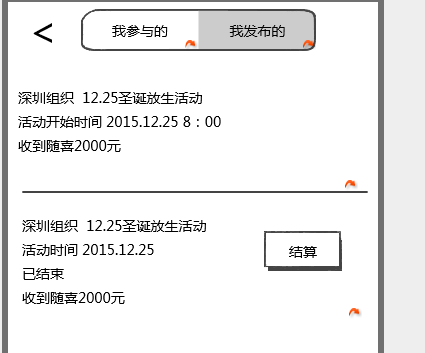 <
我参与的 我发布的
深圳组织 12.25圣诞放生活动
活动开始时间 2015.12.25 8：00
收到随喜2000元
深圳组织 12.25圣诞放生活动
活动时间 2015.12.25
结算
已结束
收到随喜2000元